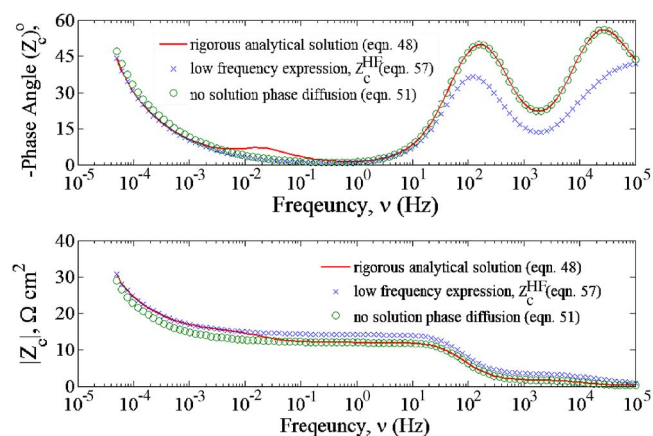 -Phase Angle (Z_c)^o
60
45
30
15
0
rigorous analytical solution (eqn. 48)
low frequency expression, Z_c^HF (eqn. 57)
no solution phase diffusion (eqn. 51)
10^-5 10^-4 10^-3 10^-2 10^-1 10^0 10^1 10^2 10^3 10^4 10^5
Freqeuncy, ν (Hz)
|Z_c|, Ω cm^2
40
30
20
10
0
rigorous analytical solution (eqn. 48)
low frequency expression, Z_c^HF (eqn. 57)
no solution phase diffusion (eqn. 51)
10^-5 10^-4 10^-3 10^-2 10^-1 10^0 10^1 10^2 10^3 10^4 10^5
Freqeuncy, ν (Hz)